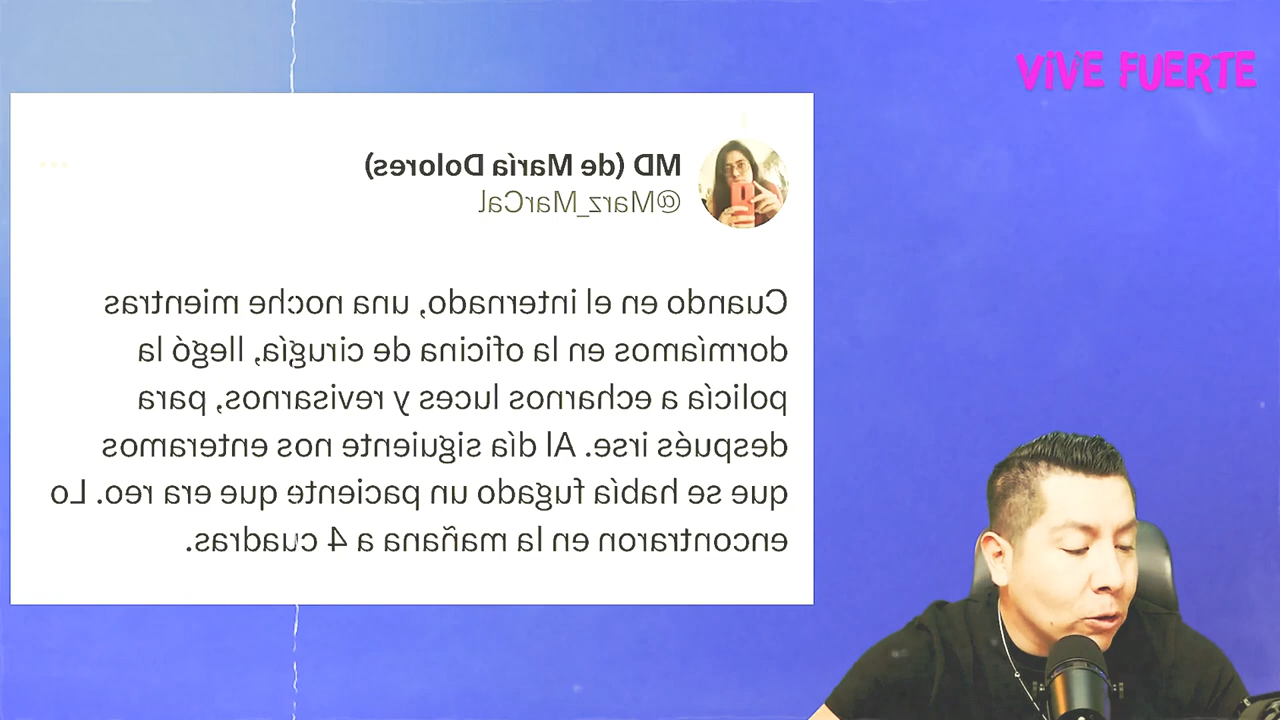 VIVE FUERTE
MD (de María Dolores)
@Marz_MarCal
Cuando en el internado, una noche mientras
dormíamos en la oficina de cirugía, llegó la
policía a echarnos luces y revisarnos, para
después irse. Al día siguiente nos enteramos
que se había fugado un paciente que era reo. Lo
encontraron en la mañana a 4 cuadras.